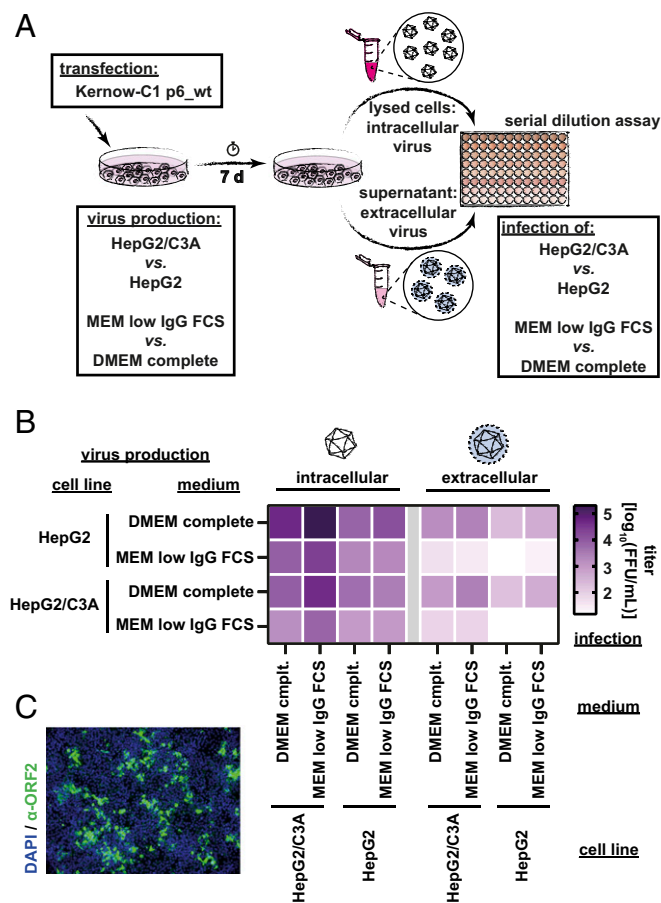 A
transfection:
Kernow-C1 p6_wt
7 d
lysed cells:
intracellular
virus
supernatant:
extracellular
virus
serial dilution assay
virus production:
HepG2/C3A
vs.
HepG2
MEM low IgG FCS
vs.
DMEM complete
infection of:
HepG2/C3A
vs.
HepG2
MEM low IgG FCS
vs.
DMEM complete
B
virus production
cell line
medium
intracellular
extracellular
HepG2
DMEM complete
MEM low IgG FCS
HepG2/C3A
DMEM complete
MEM low IgG FCS
5
4
3
2
titer
[log10(FFU/mL)]
infection
DMEM cmplt.
MEM low IgG FCS
DMEM cmplt.
MEM low IgG FCS
DMEM cmplt.
MEM low IgG FCS
DMEM cmplt.
MEM low IgG FCS
medium
HepG2/C3A
HepG2
HepG2/C3A
HepG2
cell line
C
DAPI / α-ORF2